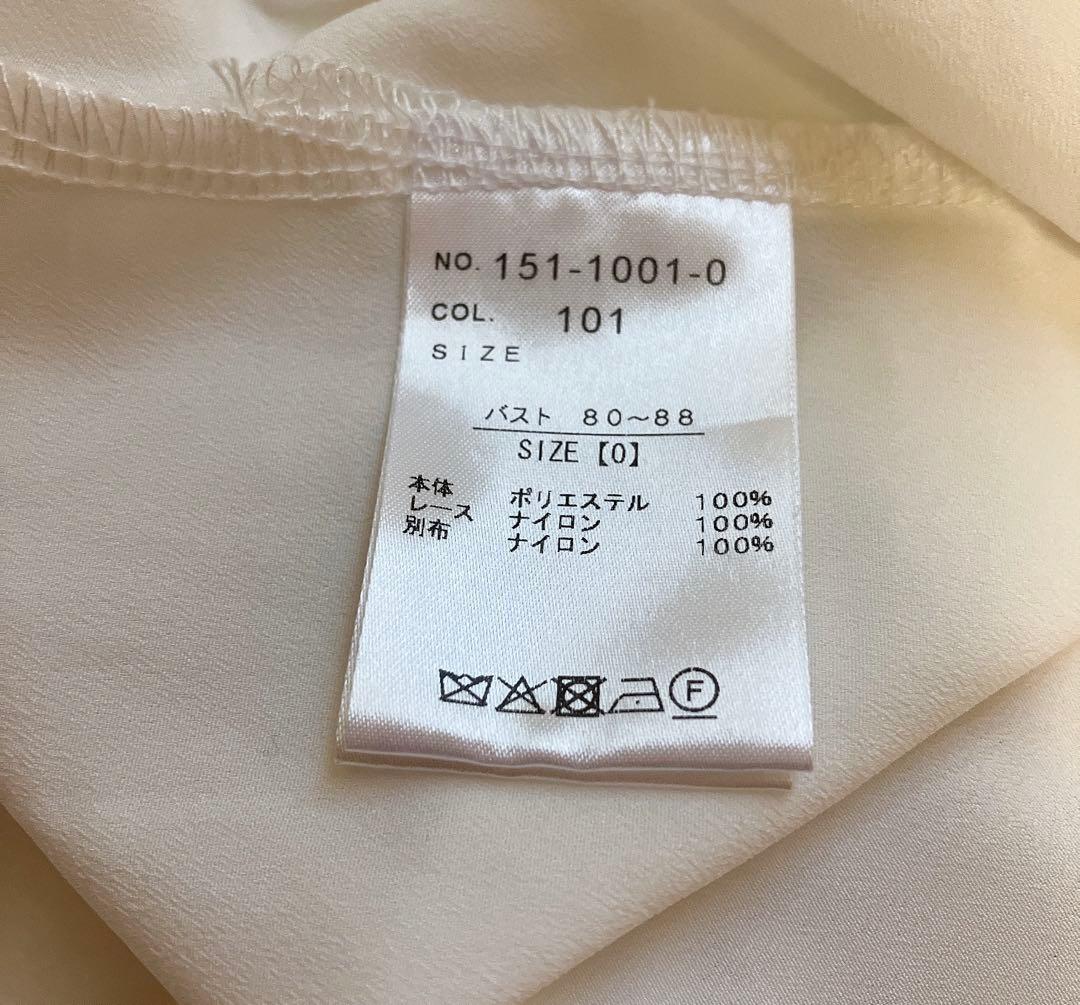 NO. 151-1001-0
COL. 101
SIZE
バスト 80〜88
SIZE【0】
本体 ポリエステル 100%
レース ナイロン 100%
別布 ナイロン 100%
F